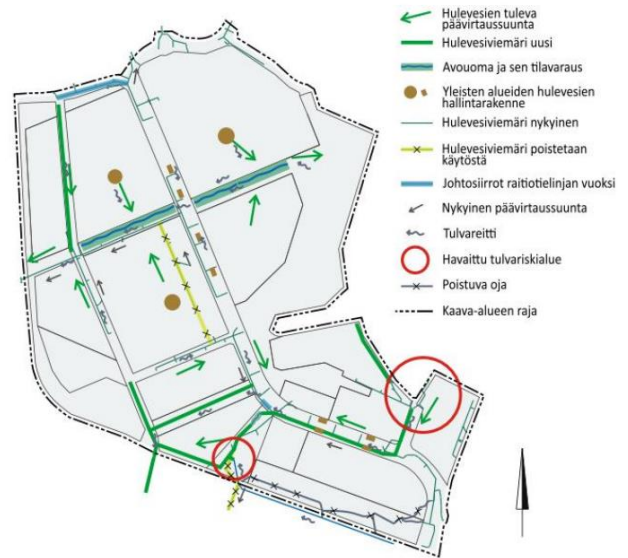 Hulevesien tuleva
päävirtaussuunta
Hulevesiviemäri uusi
Avouoma ja sen tilavaraus
Yleisten alueiden hulevesien
hallintarakenne
Hulevesiviemäri nykyinen
Hulevesiviemäri poistetaan
käytöstä
Johtosiirrot raitiotielinjan vuoksi
Nykyinen päävirtaussuunta
Tulvareitti
Havaittu tulvariskialue
Poistuva oja
Kaava-alueen raja